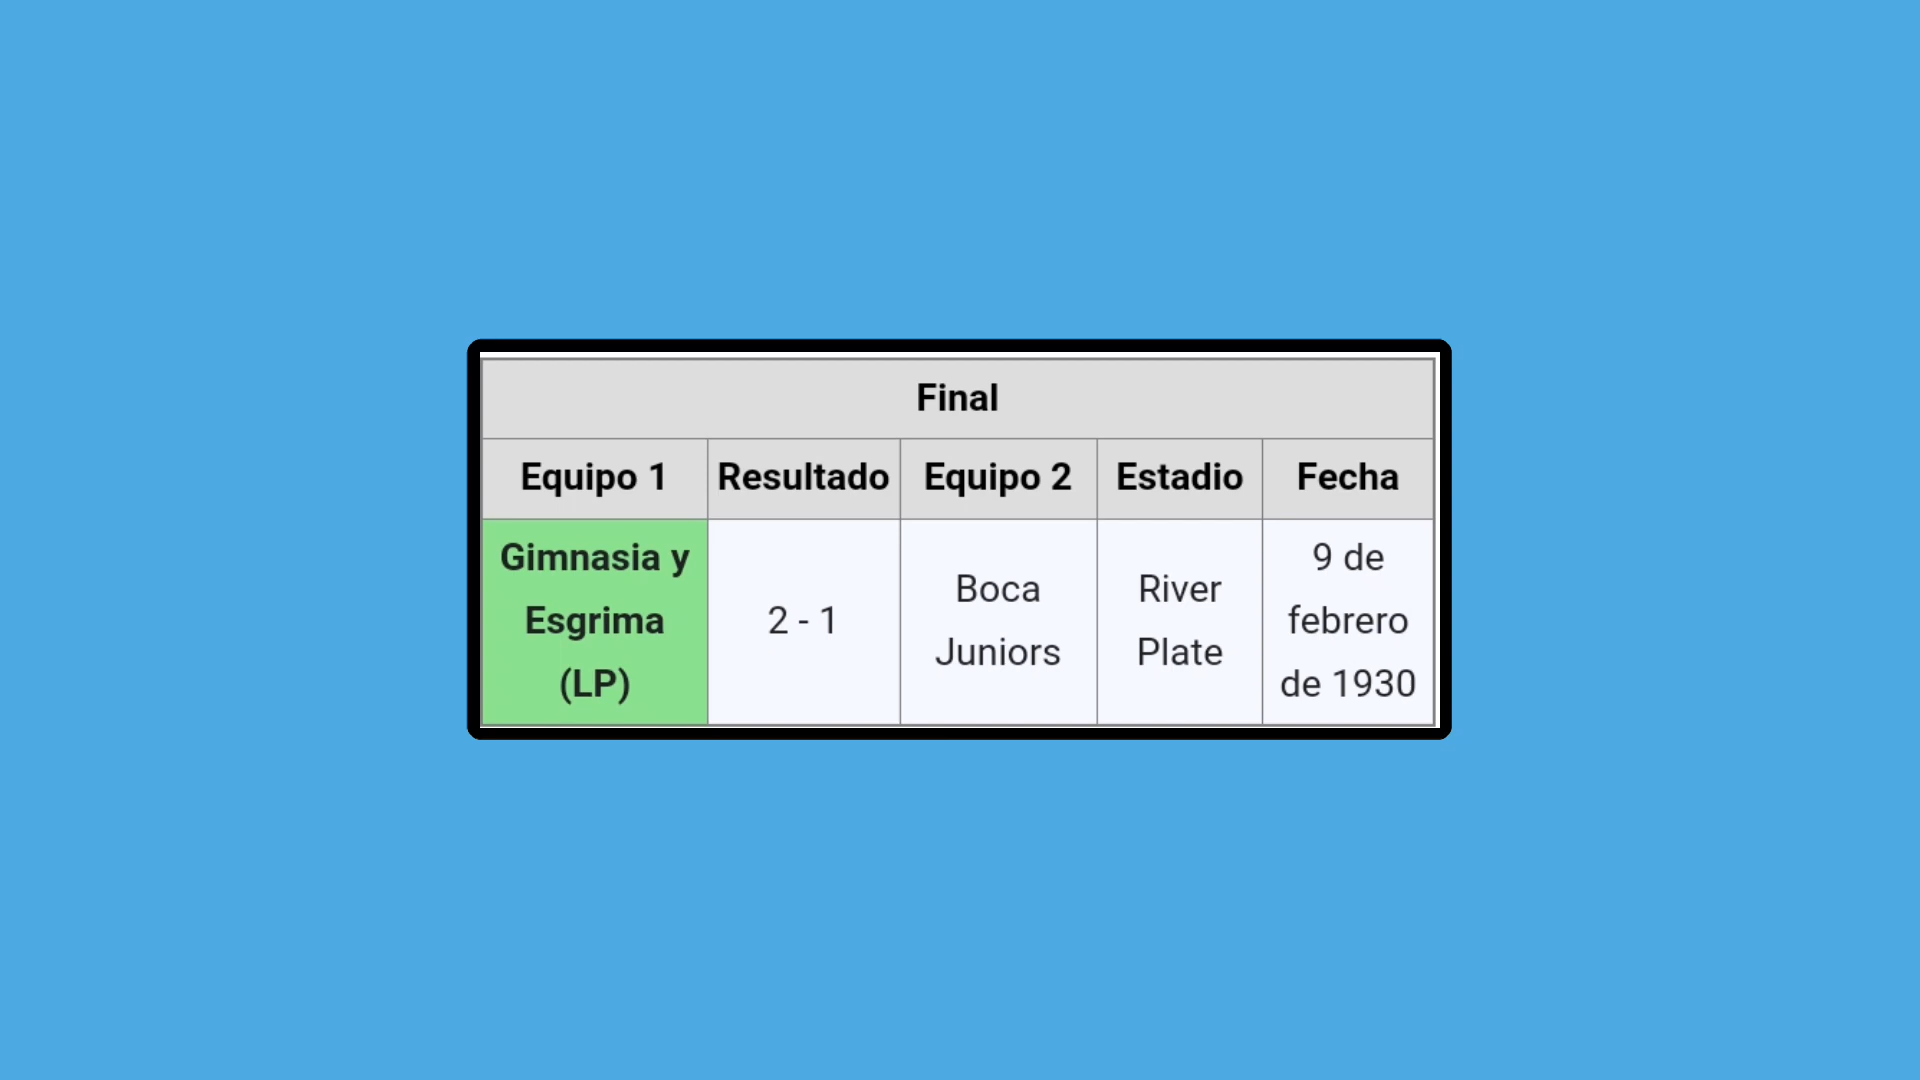 Final
Equipo 1 Resultado Equipo 2 Estadio Fecha
Gimnasia y
Esgrima
(LP)
2 - 1
Boca
Juniors
River
Plate
9 de
febrero
de 1930